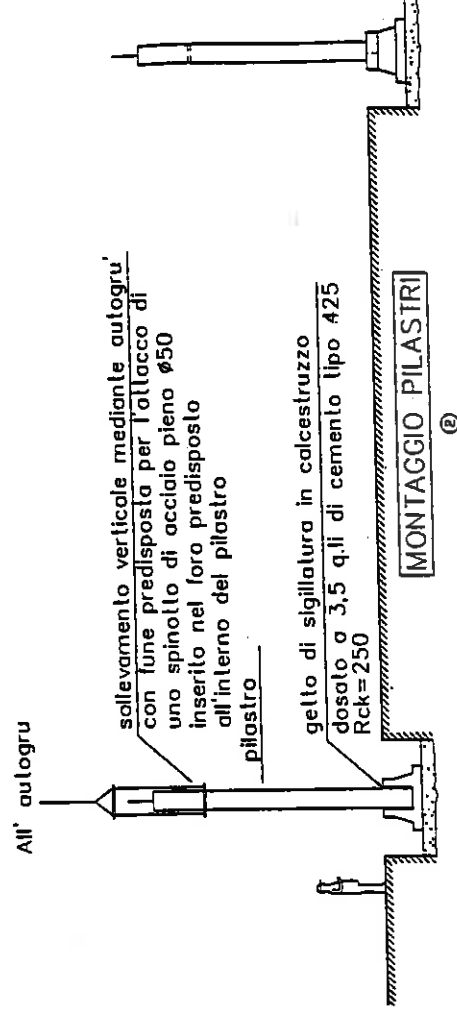 All' autogru
sollevamento verticale mediante autogru'
con fune predisposta per l'attacco di
uno spinotto di acciaio pieno ø50
inserito nel foro predisposto
all'interno del pilastro
pilastro
getto di sigillatura in calcestruzzo
dosato a 3,5 q.li di cemento tipo 425
Rck=250
MONTAGGIO PILASTRI
2